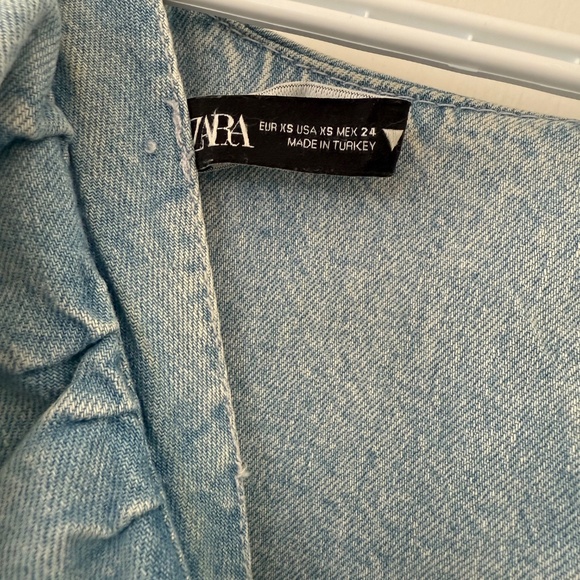 ZARA EUR XS USA XS MEX 24
MADE IN TURKEY